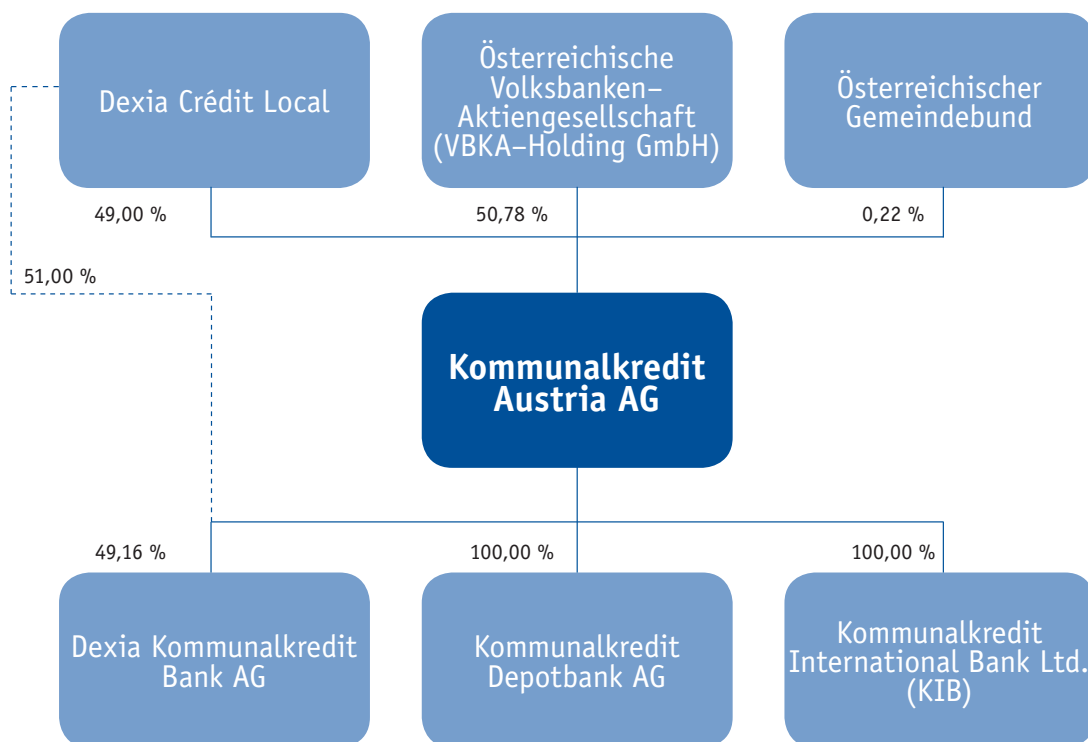 Dexia Crédit Local
Österreichische
Volksbanken–
Aktiengesellschaft
(VBKA–Holding GmbH)
Österreichischer
Gemeindebund
49,00 %
50,78 %
0,22 %
51,00 %
Kommunalkredit
Austria AG
49,16 %
100,00 %
100,00 %
Dexia Kommunalkredit
Bank AG
Kommunalkredit
Depotbank AG
Kommunalkredit
International Bank Ltd.
(KIB)